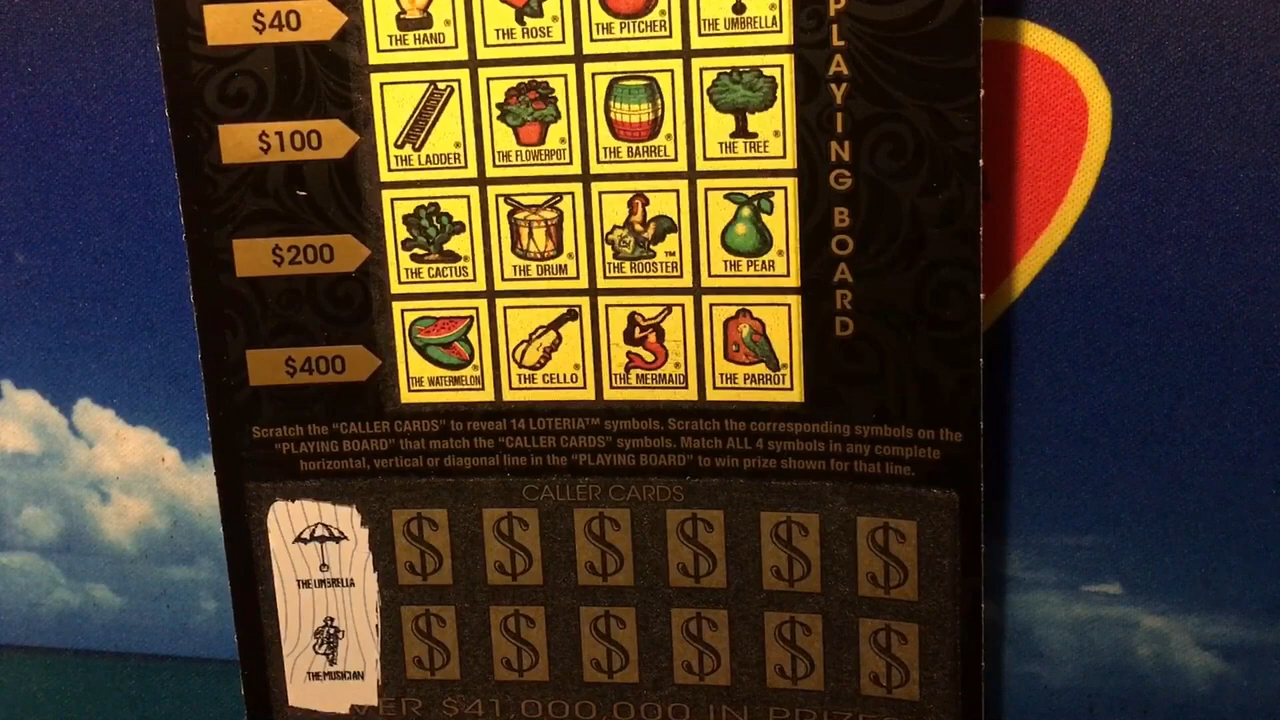 $40
THE HAND
THE ROSE
THE PITCHER
THE UMBRELLA
PLAYING BOARD
$100
THE LADDER®
THE FLOWERPOT®
THE BARREL®
THE TREE®
$200
THE CACTUS®
THE DRUM®
THE ROOSTER™
THE PEAR®
$400
THE WATERMELON®
THE CELLO®
THE MERMAID®
THE PARROT®
Scratch the "CALLER CARDS" to reveal 14 LOTERIA™ symbols. Scratch the corresponding symbols on the
"PLAYING BOARD" that match the "CALLER CARDS" symbols. Match ALL 4 symbols in any complete
horizontal, vertical or diagonal line in the "PLAYING BOARD" to win prize shown for that line.
CALLER CARDS
$ $ $ $ $ $
THE UMBRELLA
$ $ $ $ $ $
THE MUSICIAN
OVER $41,000,000 IN PRIZES